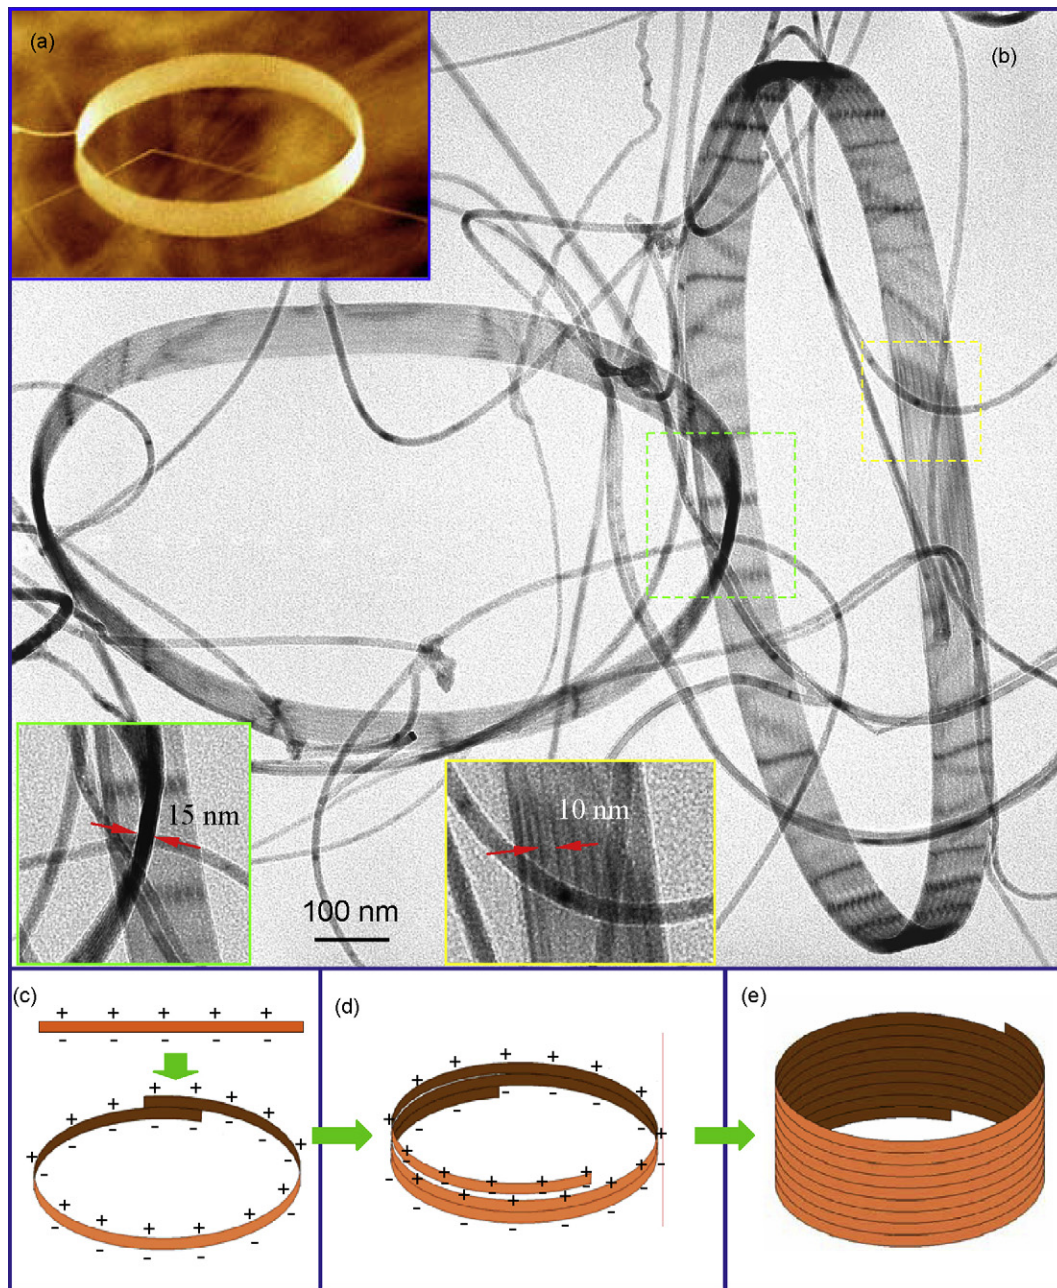 (a)
(b)
15 nm
10 nm
100 nm
(c)
+ + + + +
- - - - -
+ + + + + + + + + +
- - - - - - - - - -
(d)
+ + + + + + + + + + + + + + + +
- - - - - - - - - - - - - -
(e)